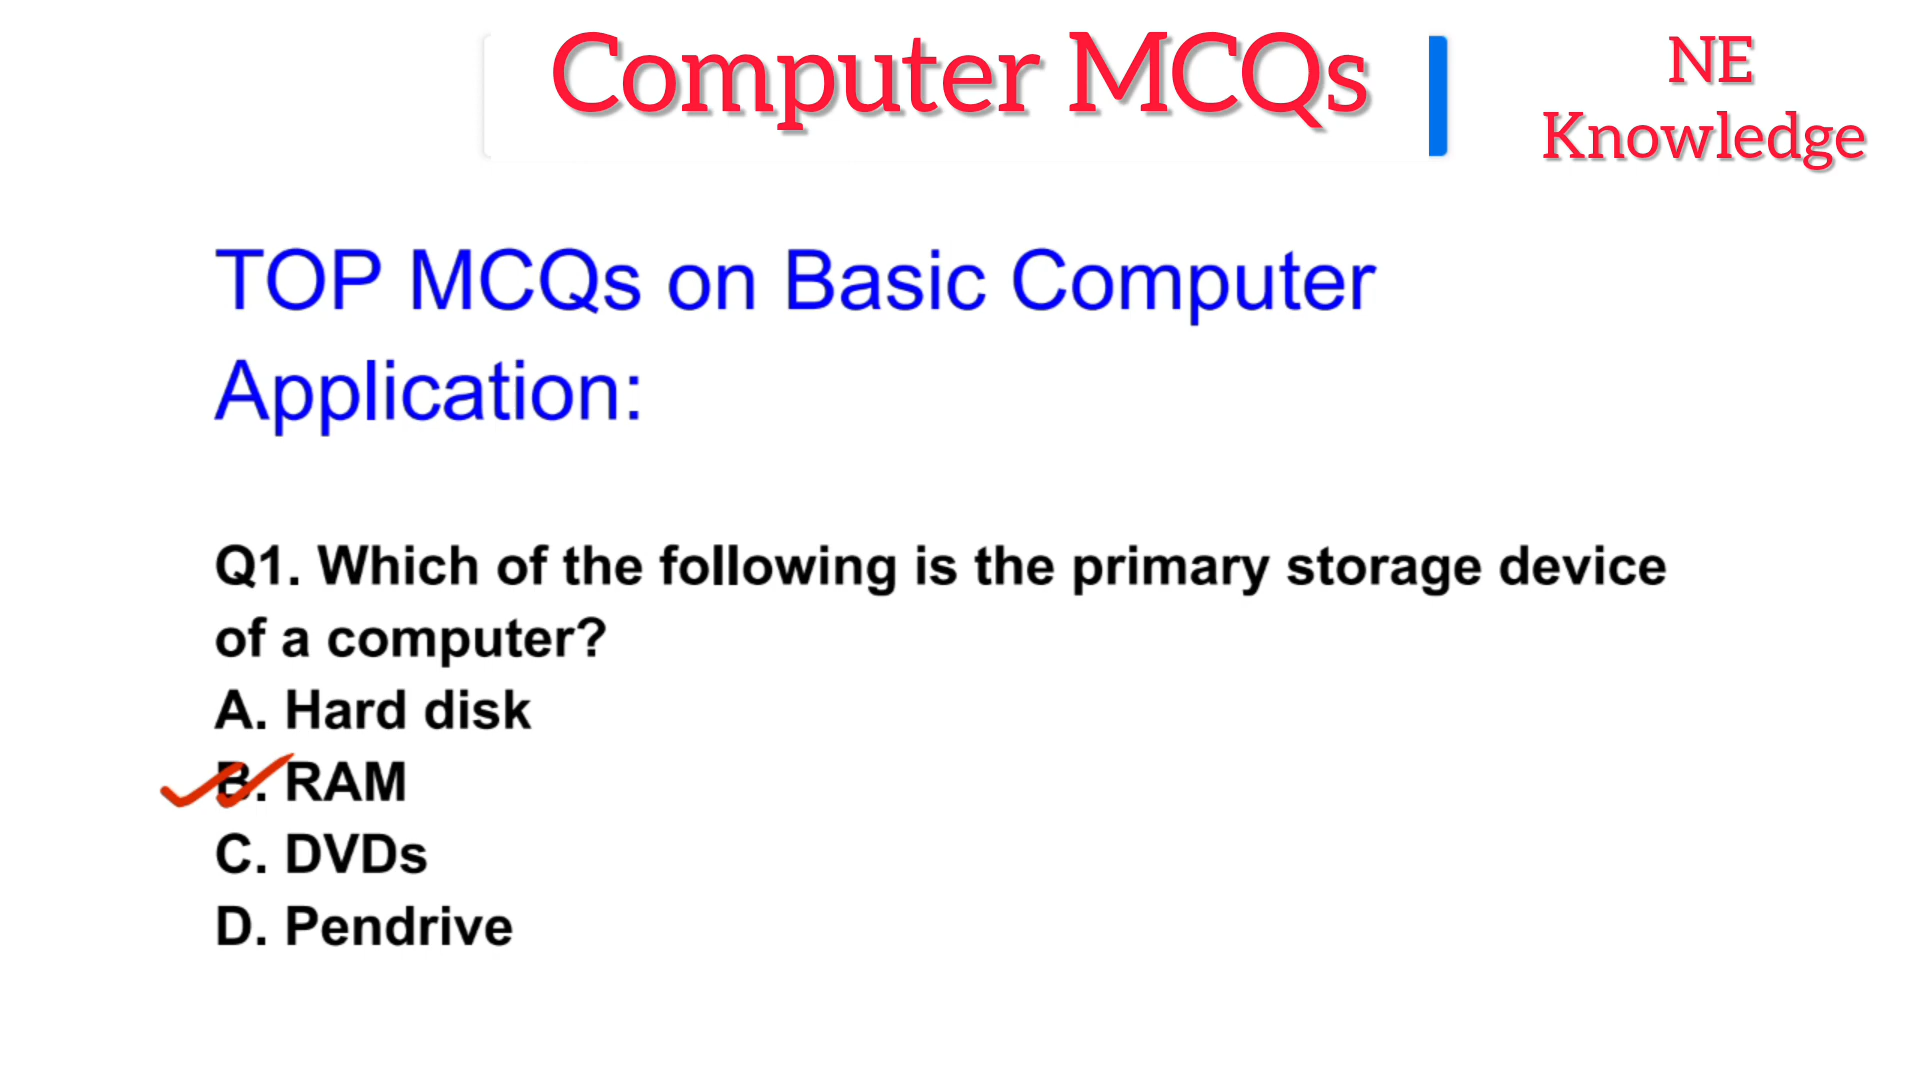 Computer MCQs
NE
Knowledge
TOP MCQs on Basic Computer
Application:
Q1. Which of the following is the primary storage device
of a computer?
A. Hard disk
B. RAM
C. DVDs
D. Pendrive